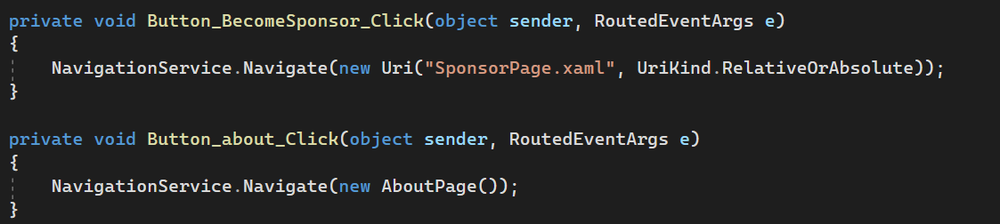 private void Button_BecomeSponsor_Click(object sender, RoutedEventArgs e)
{
    NavigationService.Navigate(new Uri("SponsorPage.xaml", UriKind.RelativeOrAbsolute));
}

private void Button_about_Click(object sender, RoutedEventArgs e)
{
    NavigationService.Navigate(new AboutPage());
}